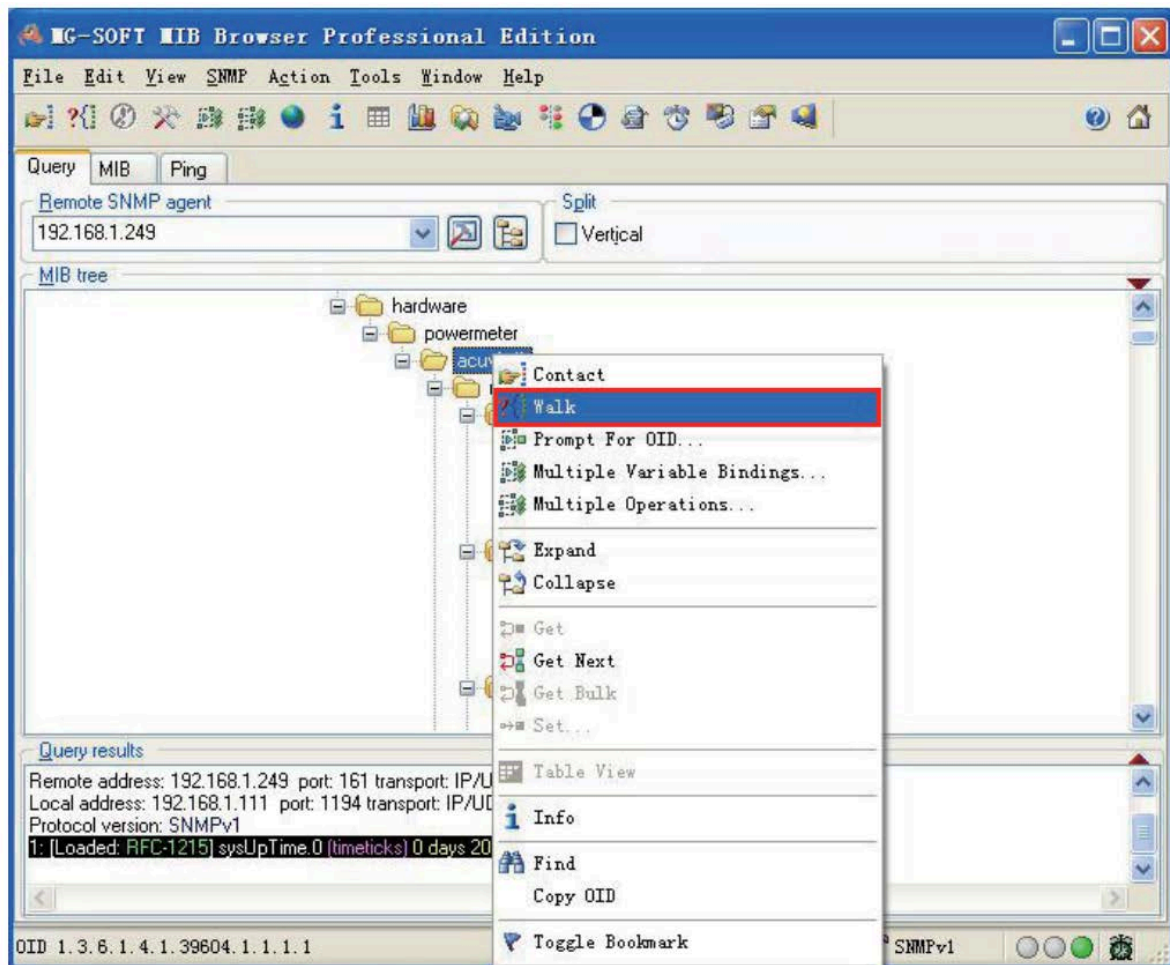 MG-SOFT MIB Browser Professional Edition
File Edit View SNMP Action Tools Window Help
Query MIB Ping
Remote SNMP agent
Split
192.168.1.249
Vertical
MIB tree
hardware
powermeter
Contact
Walk
Prompt For OID...
Multiple Variable Bindings...
Multiple Operations...
Expand
Collapse
Get
Get Next
Get Bulk
Set...
Table View
Info
Find
Copy OID
Toggle Bookmark
Query results
Remote address: 192.168.1.249 port: 161 transport: IP/U
Local address: 192.168.1.111 port: 1194 transport: IP/UD
Protocol version: SNMPv1
1: [Loaded: RFC-1215] sysUpTime.0 (timeticks) 0 days 20
OID 1.3.6.1.4.1.39604.1.1.1.1
SNMPv1